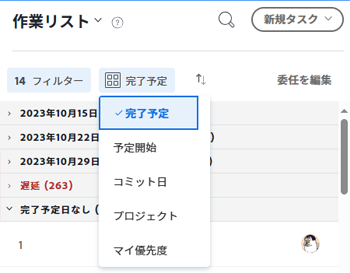 作業リスト
新規タスク
14 フィルター
完了予定
委任を編集
2023年10月15日
完了予定
2023年10月22
予定開始
2023年10月29
コミット日
遅延 (263)
プロジェクト
完了予定日なし (
マイ優先度
1